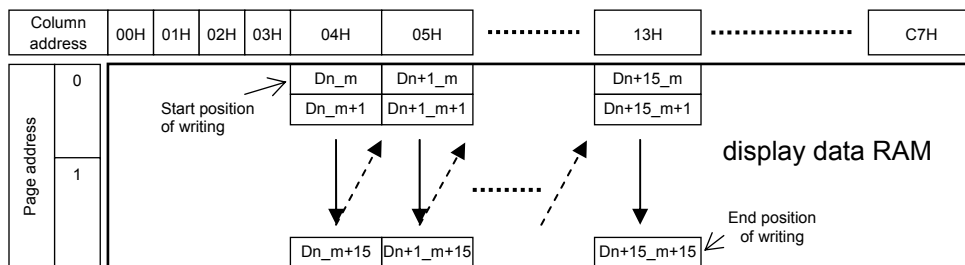 Column address 00H 01H 02H 03H 04H 05H 13H C7H
Page address
0
1
Start position of writing
Dn_m Dn+1_m Dn+15_m
Dn_m+1 Dn+1_m+1 Dn+15_m+1
display data RAM
End position of writing
Dn_m+15 Dn+1_m+15 Dn+15_m+15